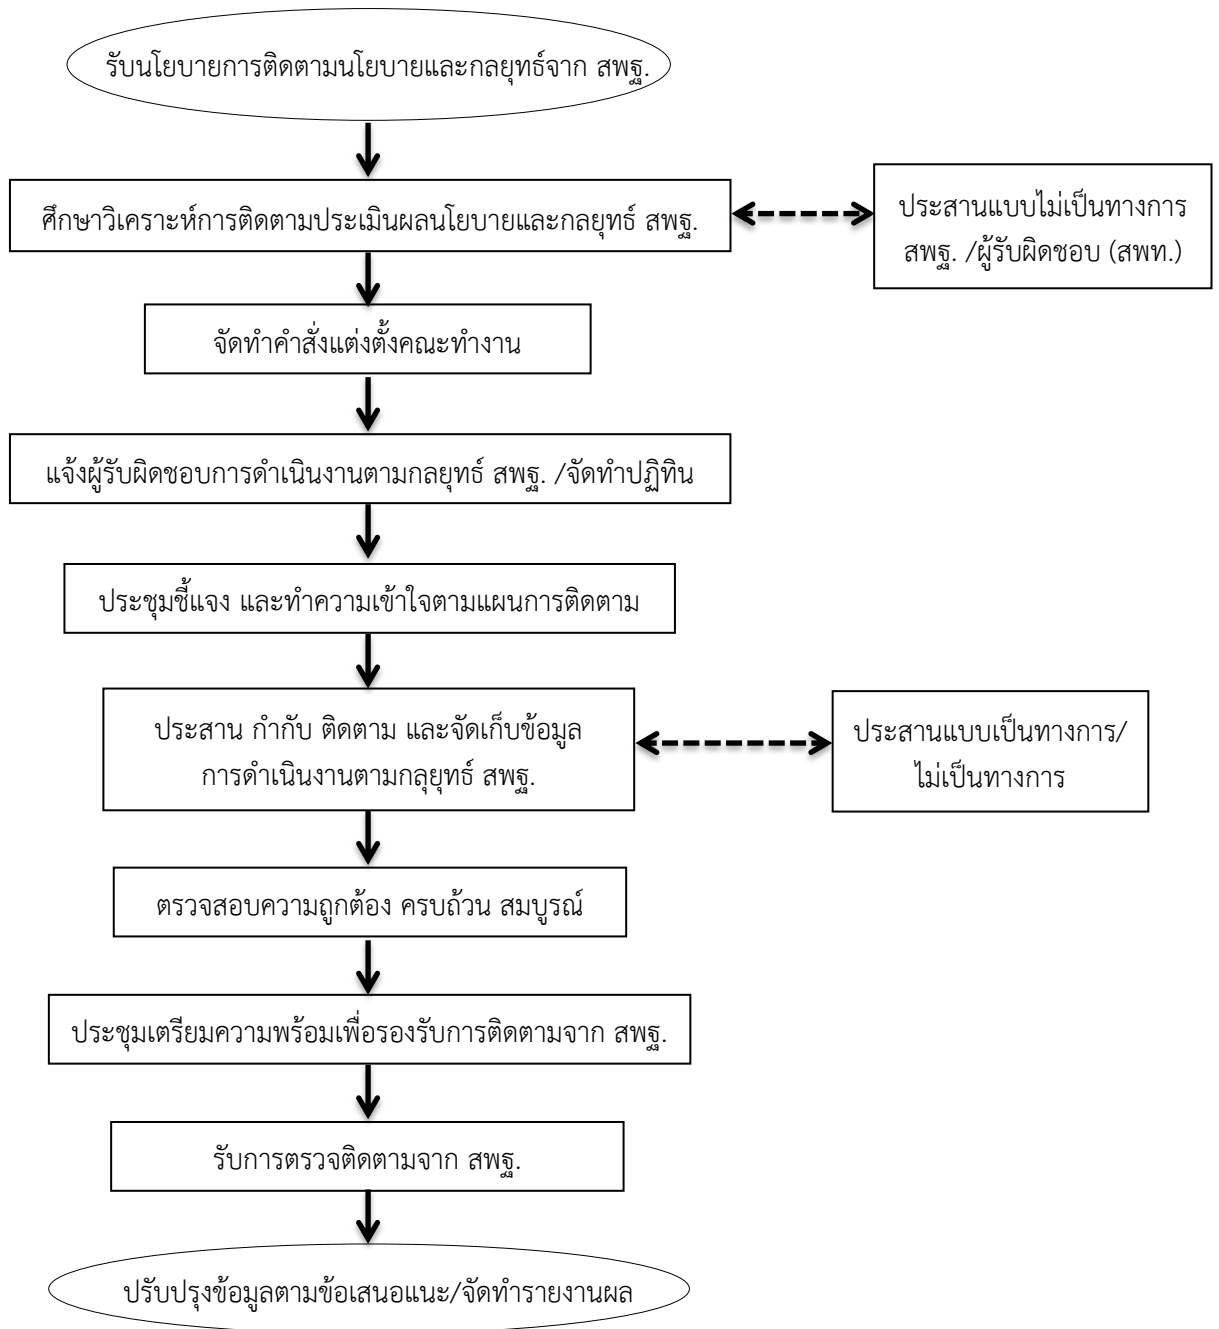 รับนโยบายการติดตามนโยบายและกลยุทธ์จาก สพฐ.
ศึกษาวิเคราะห์การติดตามประเมินผลนโยบายและกลยุทธ์ สพฐ.
ประสานแบบไม่เป็นทางการ
สพฐ. /ผู้รับผิดชอบ (สพท.)
จัดทำคำสั่งแต่งตั้งคณะทำงาน
แจ้งผู้รับผิดชอบการดำเนินงานตามกลยุทธ์ สพฐ. /จัดทำปฏิทิน
ประชุมชี้แจง และทำความเข้าใจตามแผนการติดตาม
ประสาน กำกับ ติดตาม และจัดเก็บข้อมูล
การดำเนินงานตามกลุยุทธ์ สพฐ.
ประสานแบบเป็นทางการ/
ไม่เป็นทางการ
ตรวจสอบความถูกต้อง ครบถ้วน สมบูรณ์
ประชุมเตรียมความพร้อมเพื่อรองรับการติดตามจาก สพฐ.
รับการตรวจติดตามจาก สพฐ.
ปรับปรุงข้อมูลตามข้อเสนอแนะ/จัดทำรายงานผล